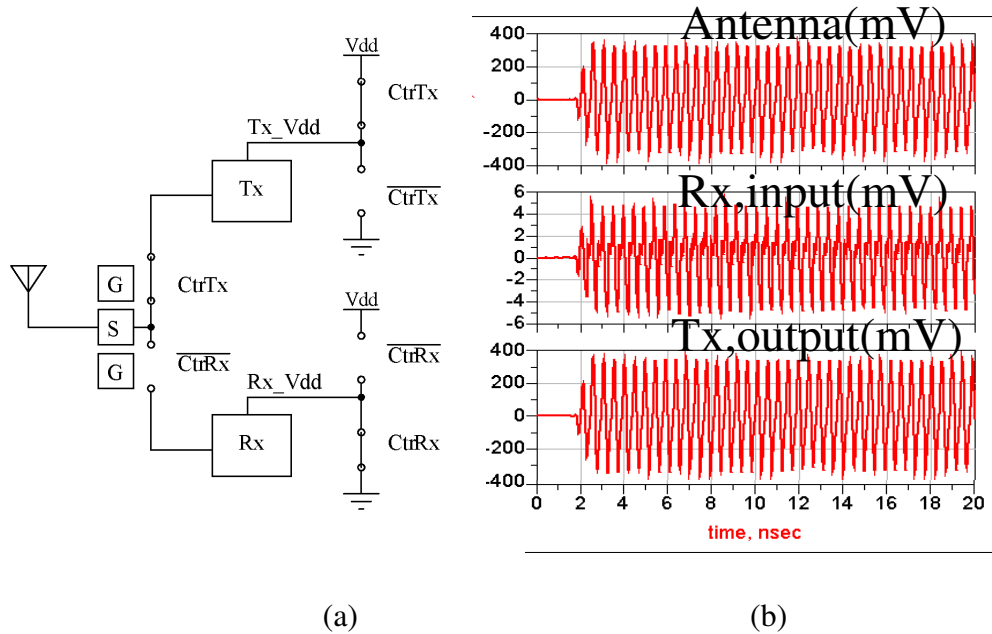 Vdd
CtrTx
Tx_Vdd
Tx
CtrTx
G
CtrTx
S
Vdd
G
CtrRx
CtrRx
Rx_Vdd
Rx
CtrRx
(a)
Antenna(mV)
400
200
0
-200
-400
Rx,input(mV)
6
4
2
0
-2
-4
-6
Tx,output(mV)
400
200
0
-200
-400
0 2 4 6 8 10 12 14 16 18 20
time, nsec
(b)